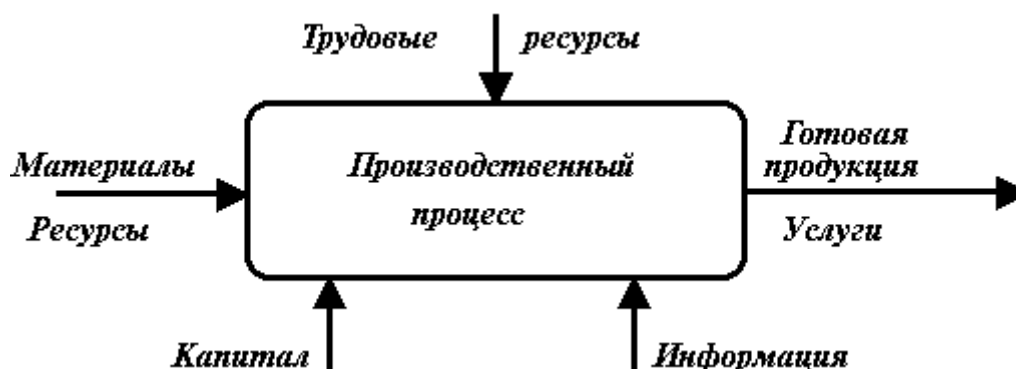 Трудовые ресурсы
Материалы
Ресурсы
Производственный
процесс
Готовая
продукция
Услуги
Капитал
Информация